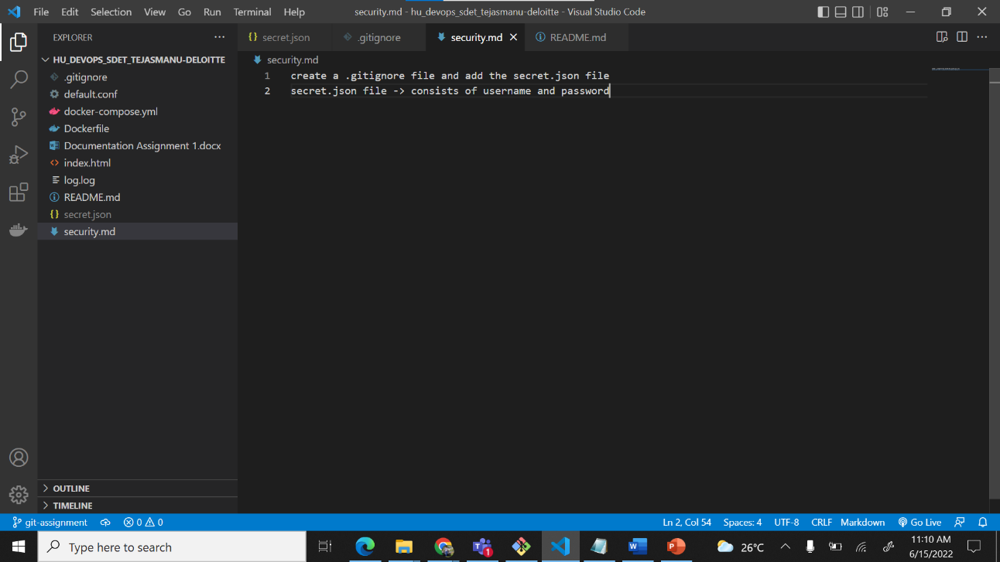 File Edit Selection View Go Run Terminal Help security.md - hu_devops_sdet_tejasmanu-deloitte - Visual Studio Code
EXPLORER
secret.json .gitignore security.md README.md
HU_DEVOPS_SDET_TEJASMANU-DELOITTE
security.md
.gitignore
default.conf
docker-compose.yml
Dockerfile
Documentation Assignment 1.docx
index.html
log.log
README.md
secret.json
security.md
1 create a .gitignore file and add the secret.json file
2 secret.json file -> consists of username and password
OUTLINE
TIMELINE
git-assignment 0 0 Ln 2, Col 54 Spaces: 4 UTF-8 CRLF Markdown Go Live
Type here to search
1
26°C
11:10 AM
6/15/2022